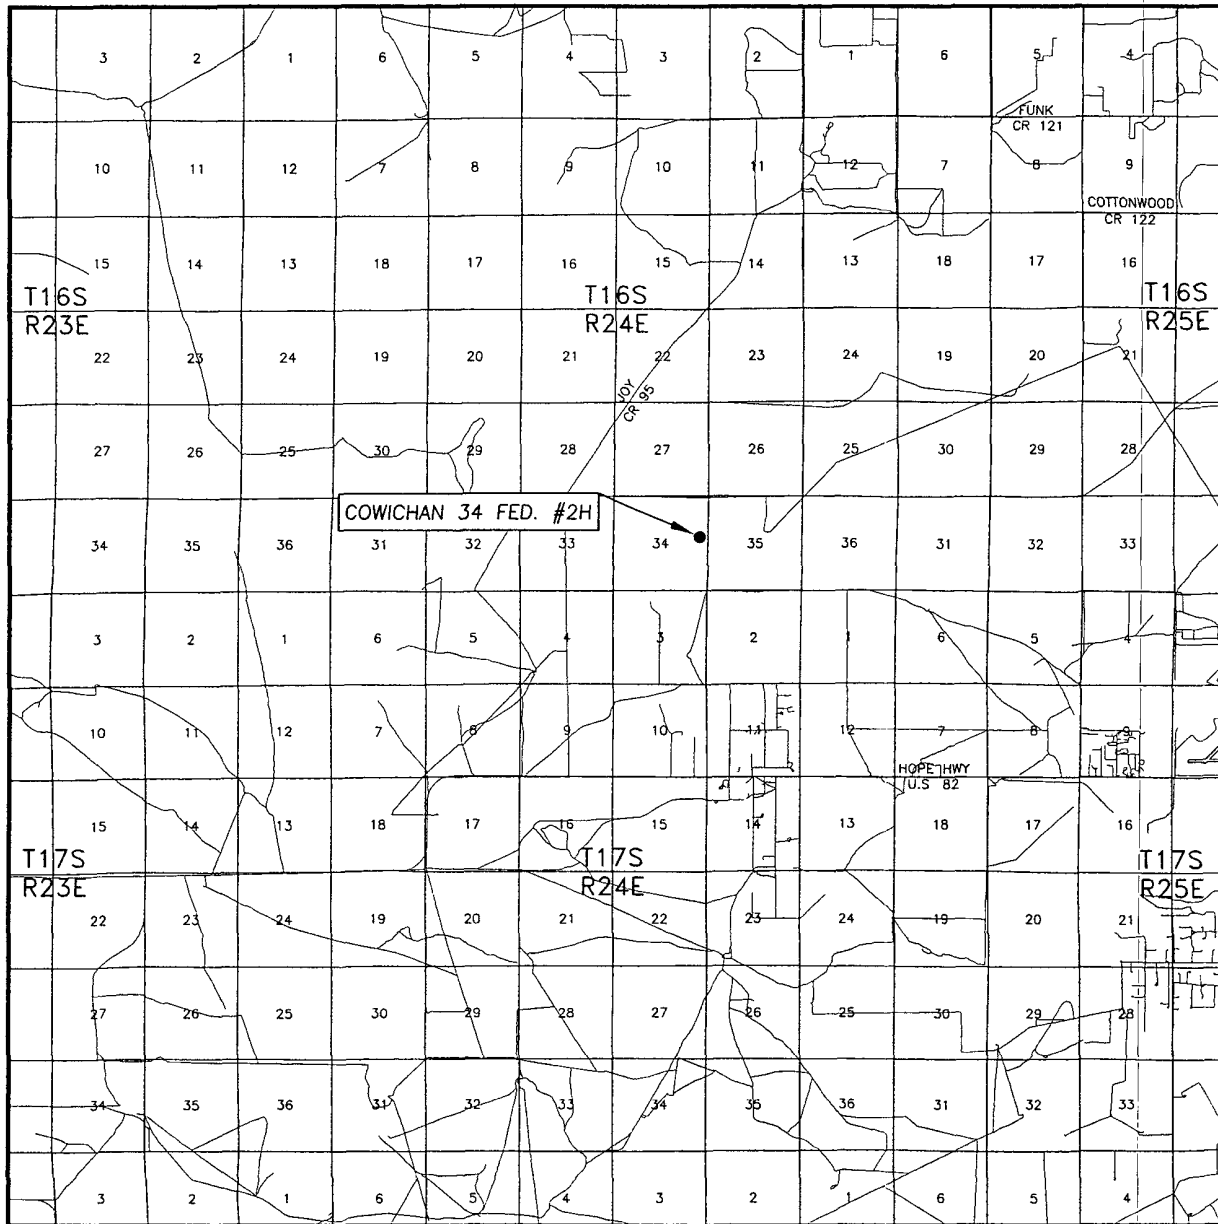 3 2 1 6 5 4 3 2 1 6 5 4
FUNK
CR 121
10 11 12 7 8 9 10 11 12 7 8 9
COTTONWOOD
CR 122
15 14 13 18 17 16 15 14 13 18 17 16
T16S T16S T16S
R23E R24E R25E
22 23 24 19 20 21 22 23 24 19 20 21
JOY
CR 95
27 26 25 30 29 28 27 26 25 30 29 28
COWICHAN 34 FED. #2H
34 35 36 31 32 33 34 35 36 31 32 33
3 2 1 6 5 4 3 2 1 6 5 4
10 11 12 7 8 9 10 11 12 7 8 9
HOPE HWY
U.S 82
15 14 13 18 17 16 15 14 13 18 17 16
T17S T17S T17S
R23E R24E R25E
22 23 24 19 20 21 22 23 24 19 20 21
27 26 25 30 29 28 27 26 25 30 29 28
34 35 36 31 32 33 34 35 36 31 32 33
3 2 1 6 5 4 3 2 1 6 5 4